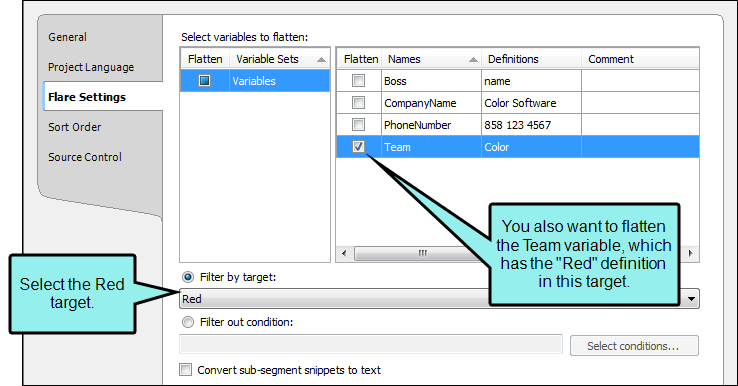 General
Project Language
Flare Settings
Sort Order
Source Control
Select variables to flatten:
Flatten Variable Sets
Variables
Flatten Names Definitions Comment
Boss name
CompanyName Color Software
PhoneNumber 858 123 4567
Team Color
You also want to flatten
the Team variable, which
has the "Red" definition
in this target.
Select the Red
target.
Filter by target:
Red
Filter out condition:
Select conditions...
Convert sub-segment snippets to text